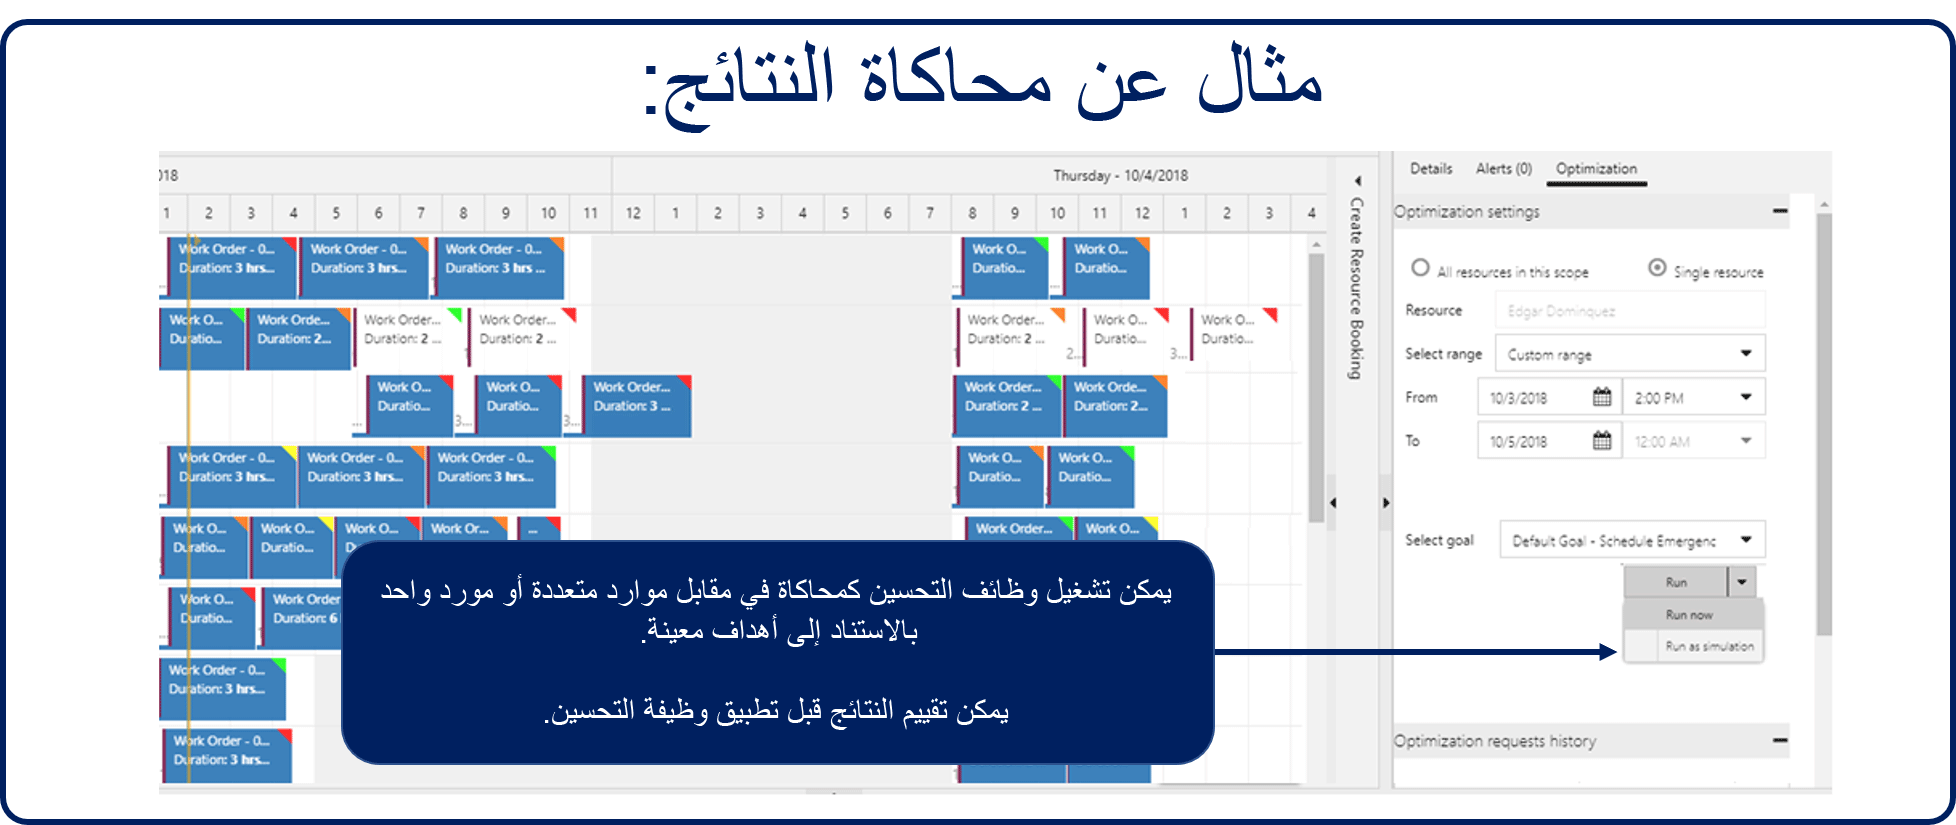 مثال عن محاكاة النتائج:
018
Thursday - 10/4/2018
1 2 3 4 5 6 7 8 9 10 11 12 1 2 3 4 5 6 7 8 9 10 11 12 1 2 3 4
Work Order - 0... Work Order - 0... Work Order - 0... Work O... Work O...
Duration: 3 hrs... Duration: 3 hrs... Duration: 3 hrs ... Duratio... Duratio...
Work O... Work Orde... Work Order... Work Order... Work Order... Work O... Work O...
Duratio... Duration: 2... Duration: 2 ... Duration: 2 ... Duration: 2 ... Duratio... Duratio...
2... 3...
Work O... Work O... Work Order... Work Order... Work Orde...
Duratio... Duratio... Duration: 3 ... Duration: 2 ... Duration: 2...
... 3... 3...
Work Order - 0... Work Order - 0... Work Order - 0... Work O... Work O...
Duration: 3 hrs... Duration: 3 hrs... Duration: 3 hrs... Duratio... Duratio...
Work O... Work O... Work O... Work Or... ... Work Order... Work O...
Duratio... Duratio... D
Work O... Work Order
Duratio... Duration: 6
Work Order - 0...
Duration: 3 hrs...
Work Order - 0...
Duration: 3 hrs...
يمكن تشغيل وظائف التحسين كمحاكاة في مقابل موارد متعددة أو مورد واحد
بالاستناد إلى أهداف معينة.
يمكن تقييم النتائج قبل تطبيق وظيفة التحسين.
Create Resource Booking
Details Alerts (0) Optimization
Optimization settings
All resources in this scope Single resource
Resource Edgar Dominquez
Select range Custom range
From 10/3/2018 2:00 PM
To 10/5/2018 12:00 AM
Select goal Default Goal - Schedule Emergenc
Run
Run now
Run as simulation
Optimization requests history